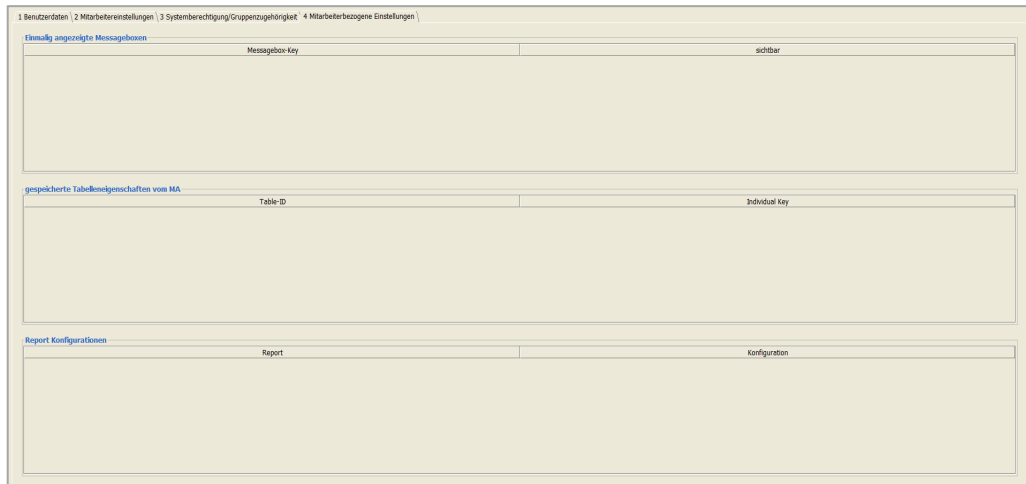 1 Benutzerdaten 2 Mitarbeitereinstellungen 3 Systemberechtigung/Gruppenzugehörigkeit 4 Mitarbeiterbezogene Einstellungen
Einmalig angezeigte Messageboxen
Messagebox-Key sichtbar
gespeicherte Tabelleneigenschaften vom MA
Table-ID Individual Key
Report Konfigurationen
Report Konfiguration